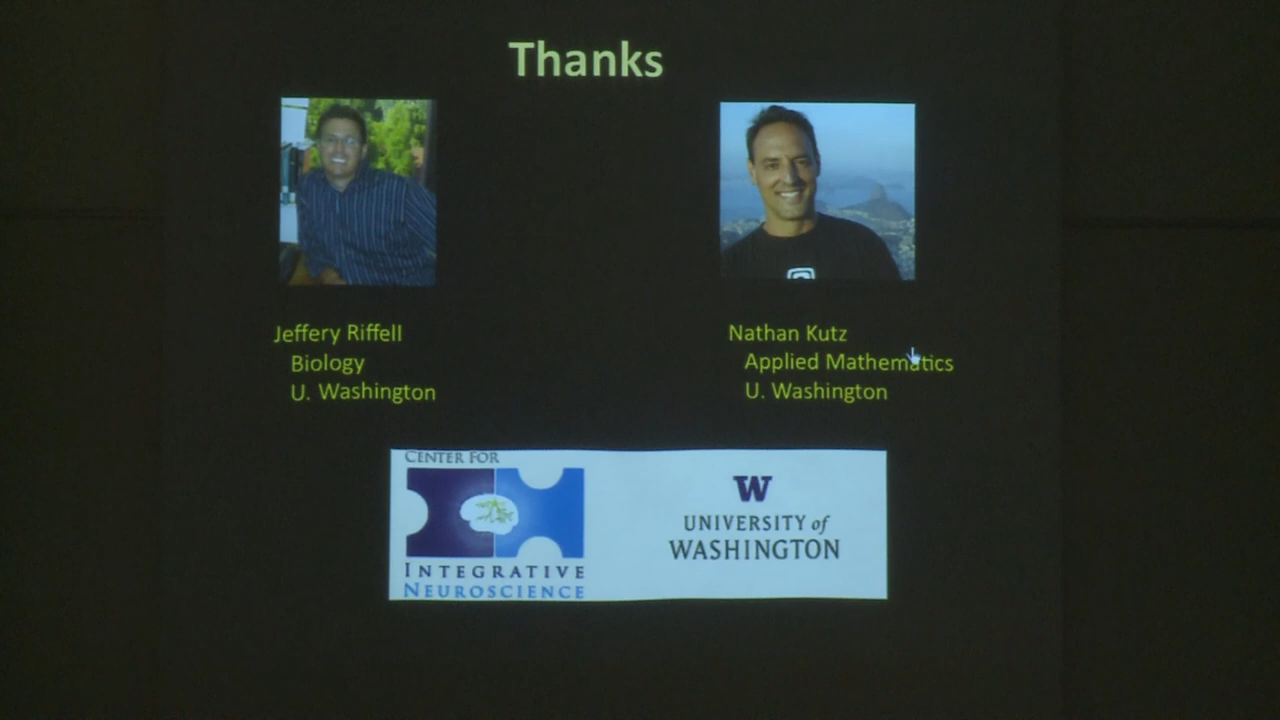 Thanks
Jeffery Riffell
Biology
U. Washington
Nathan Kutz
Applied Mathematics
U. Washington
CENTER FOR
INTEGRATIVE
NEUROSCIENCE
W
UNIVERSITY of
WASHINGTON